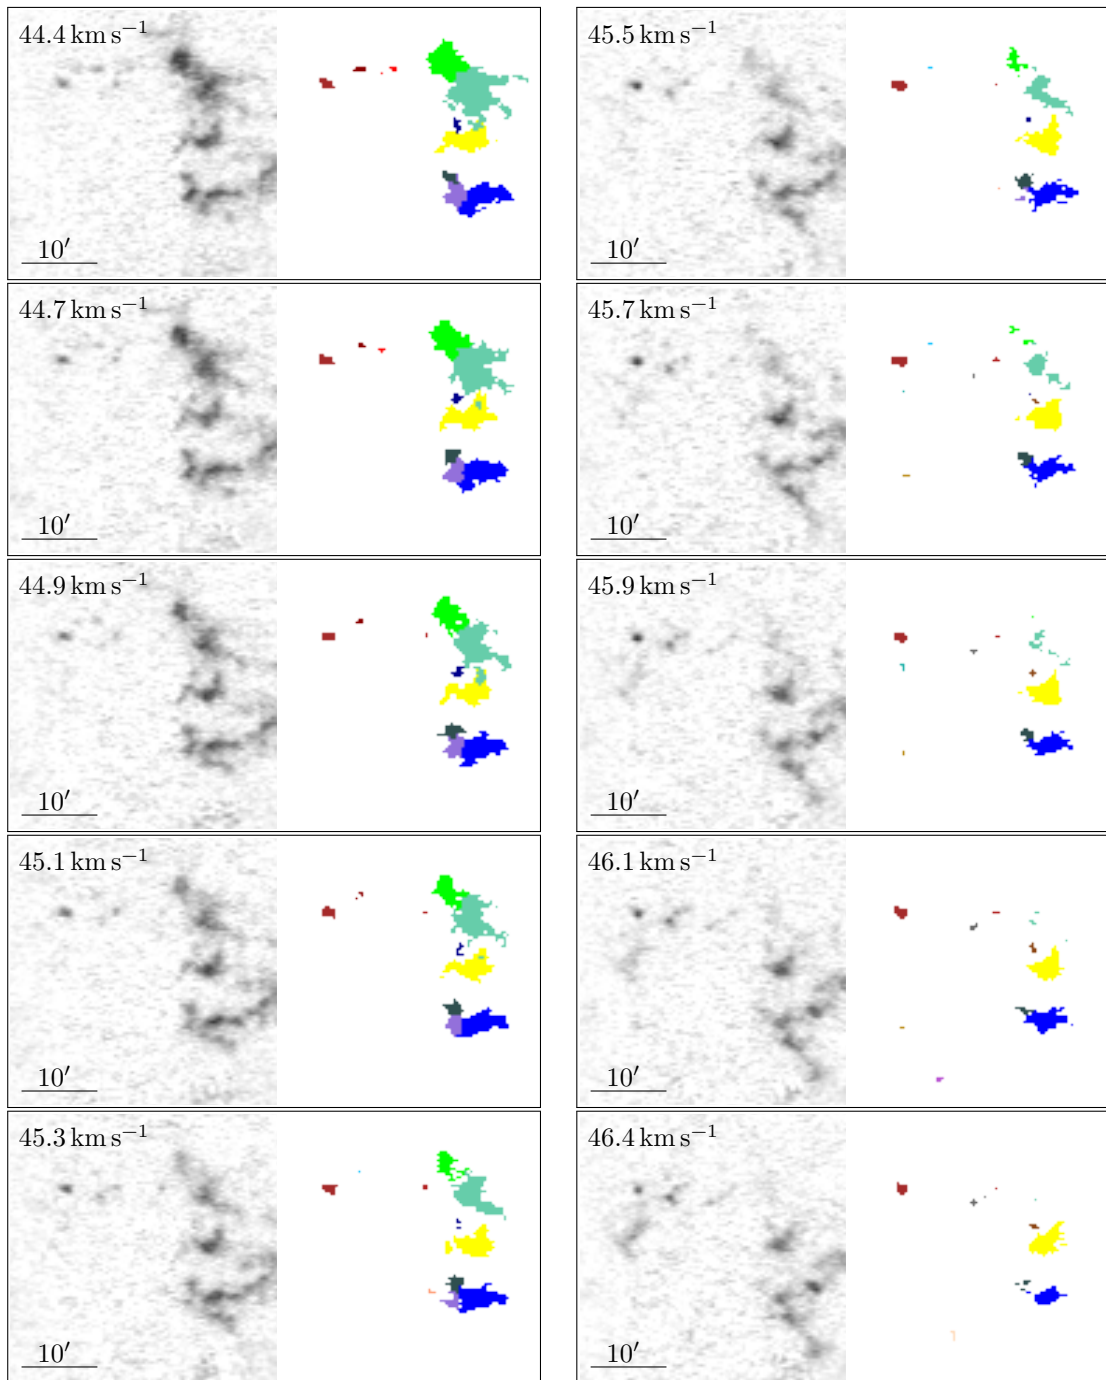 44.4 km s⁻¹
10′
44.7 km s⁻¹
10′
44.9 km s⁻¹
10′
45.1 km s⁻¹
10′
45.3 km s⁻¹
10′
45.5 km s⁻¹
10′
45.7 km s⁻¹
10′
45.9 km s⁻¹
10′
46.1 km s⁻¹
10′
46.4 km s⁻¹
10′